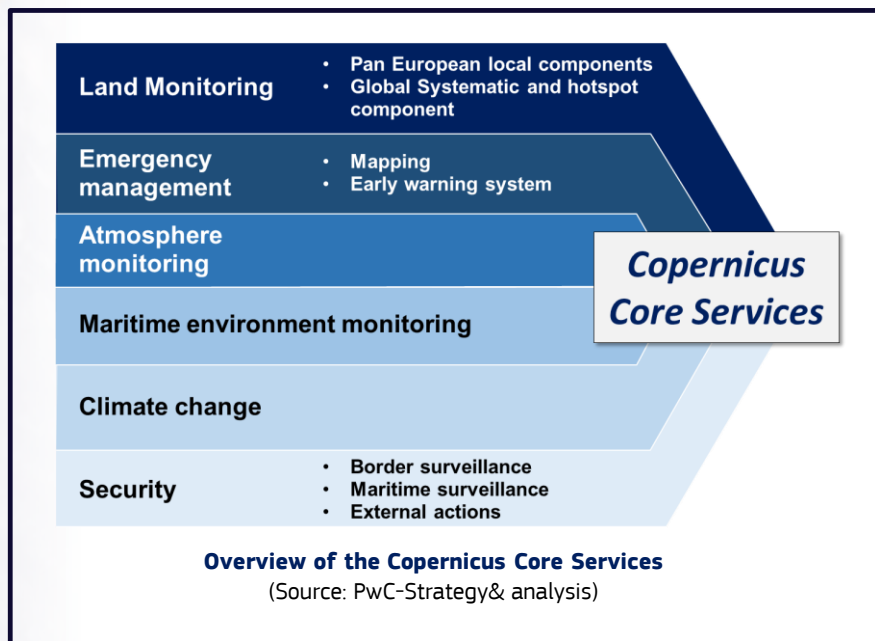 Land Monitoring
• Pan European local components
• Global Systematic and hotspot
component
Emergency
management
• Mapping
• Early warning system
Atmosphere
monitoring
Maritime environment monitoring
Climate change
Security
• Border surveillance
• Maritime surveillance
• External actions
Copernicus
Core Services
Overview of the Copernicus Core Services
(Source: PwC-Strategy& analysis)